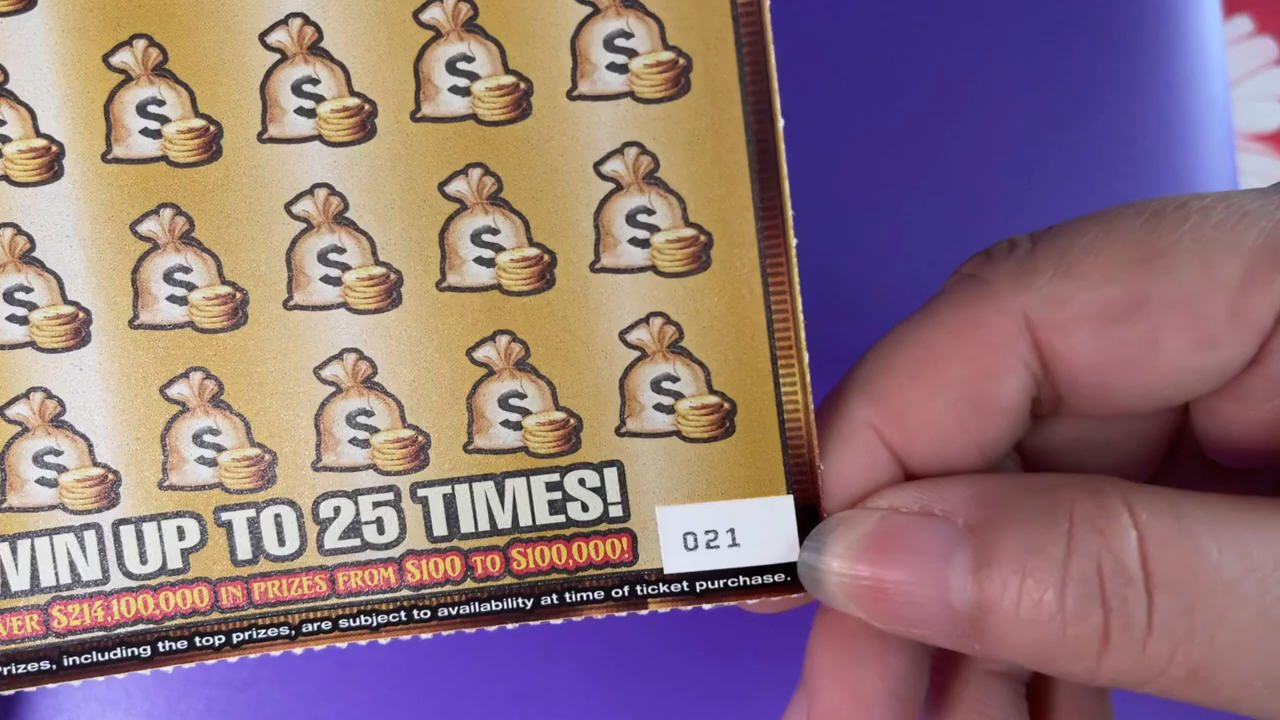 WIN UP TO 25 TIMES!
021
$214,100,000 IN PRIZES FROM $100 TO $100,000!
including the top prizes, are subject to availability at time of ticket purchase.